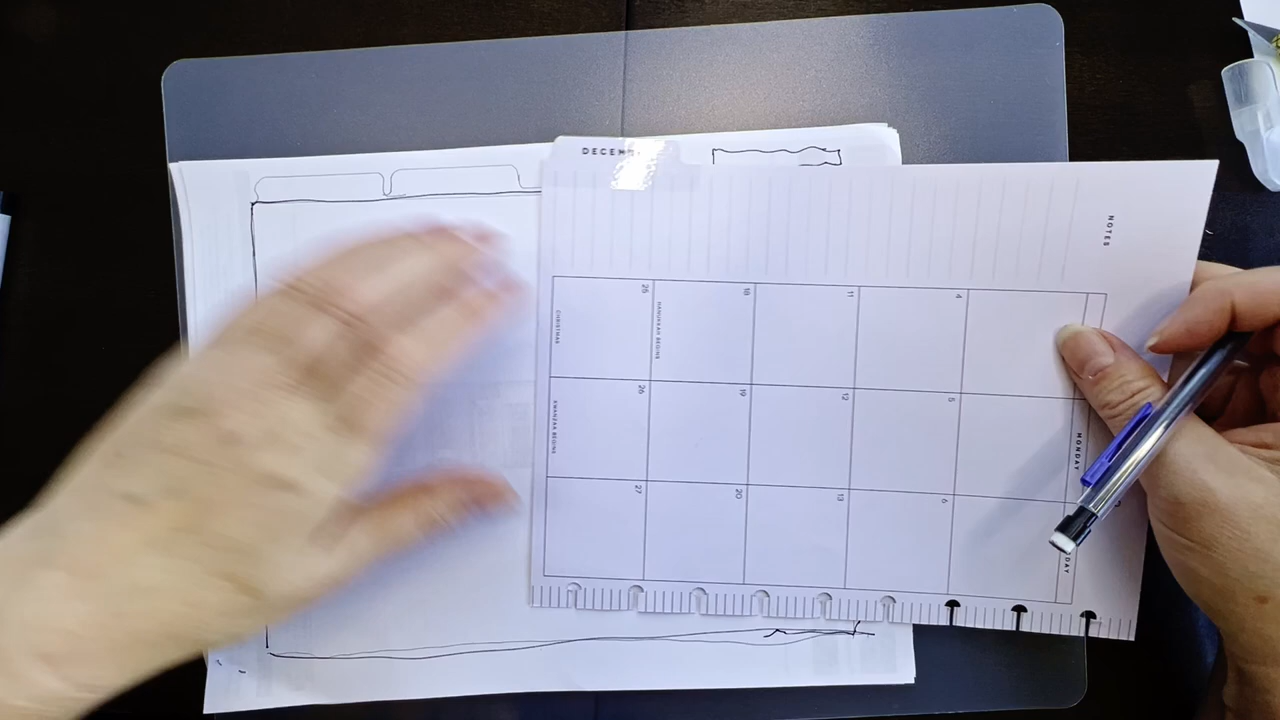 DECEM
NOTES
MONDAY
DAY
4 5 6
11 12 13
18 19 20
HANUKKAH BEGINS
25 26 27
CHRISTMAS KWANZAA BEGINS